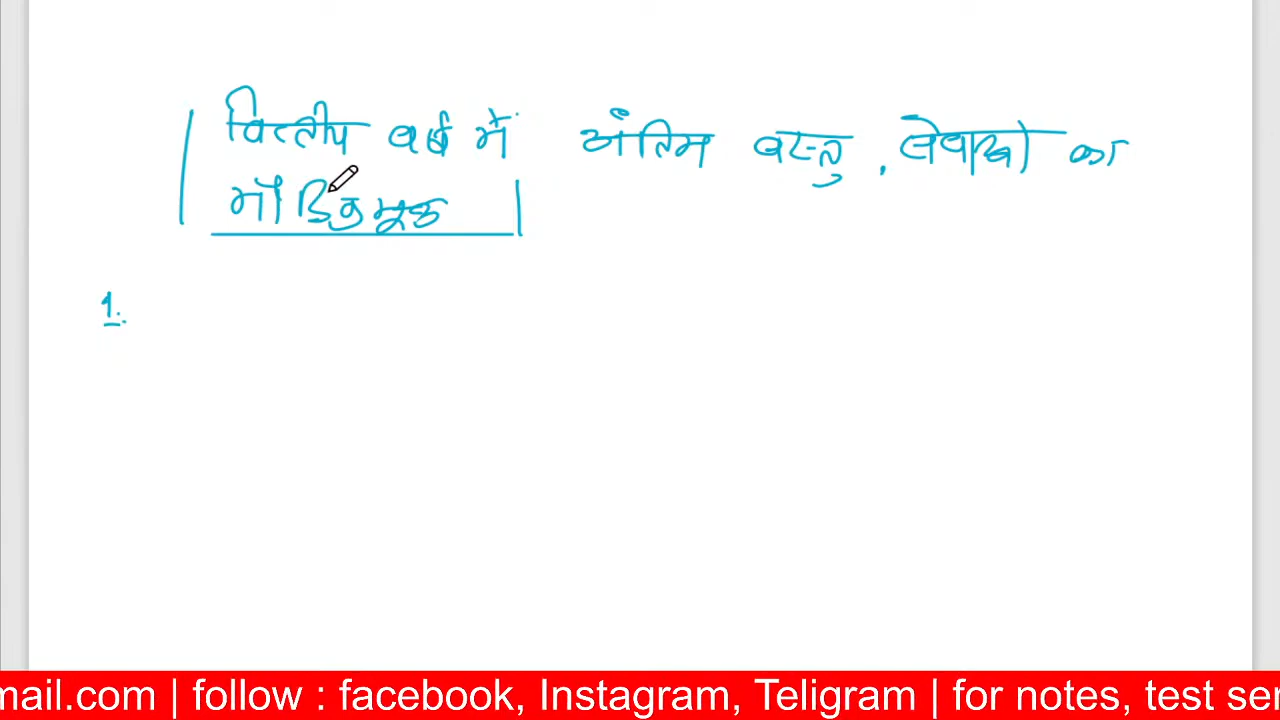 वित्तीय वर्ष में अंतिम वस्तु, सेवाओं का
मौद्रिक मूल्य
1.
mail.com | follow : facebook, Instagram, Teligram | for notes, test ser